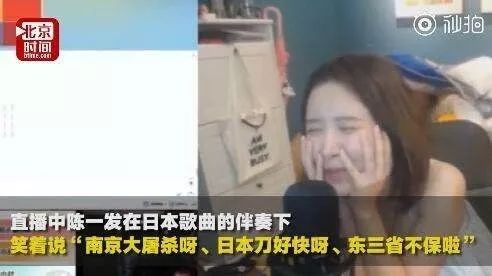 北京
时间
btime.com
秒拍
I AM
VERY
BUSY
直播中陈一发在日本歌曲的伴奏下
笑着说“南京大屠杀呀、日本刀好快呀、东三省不保啦”